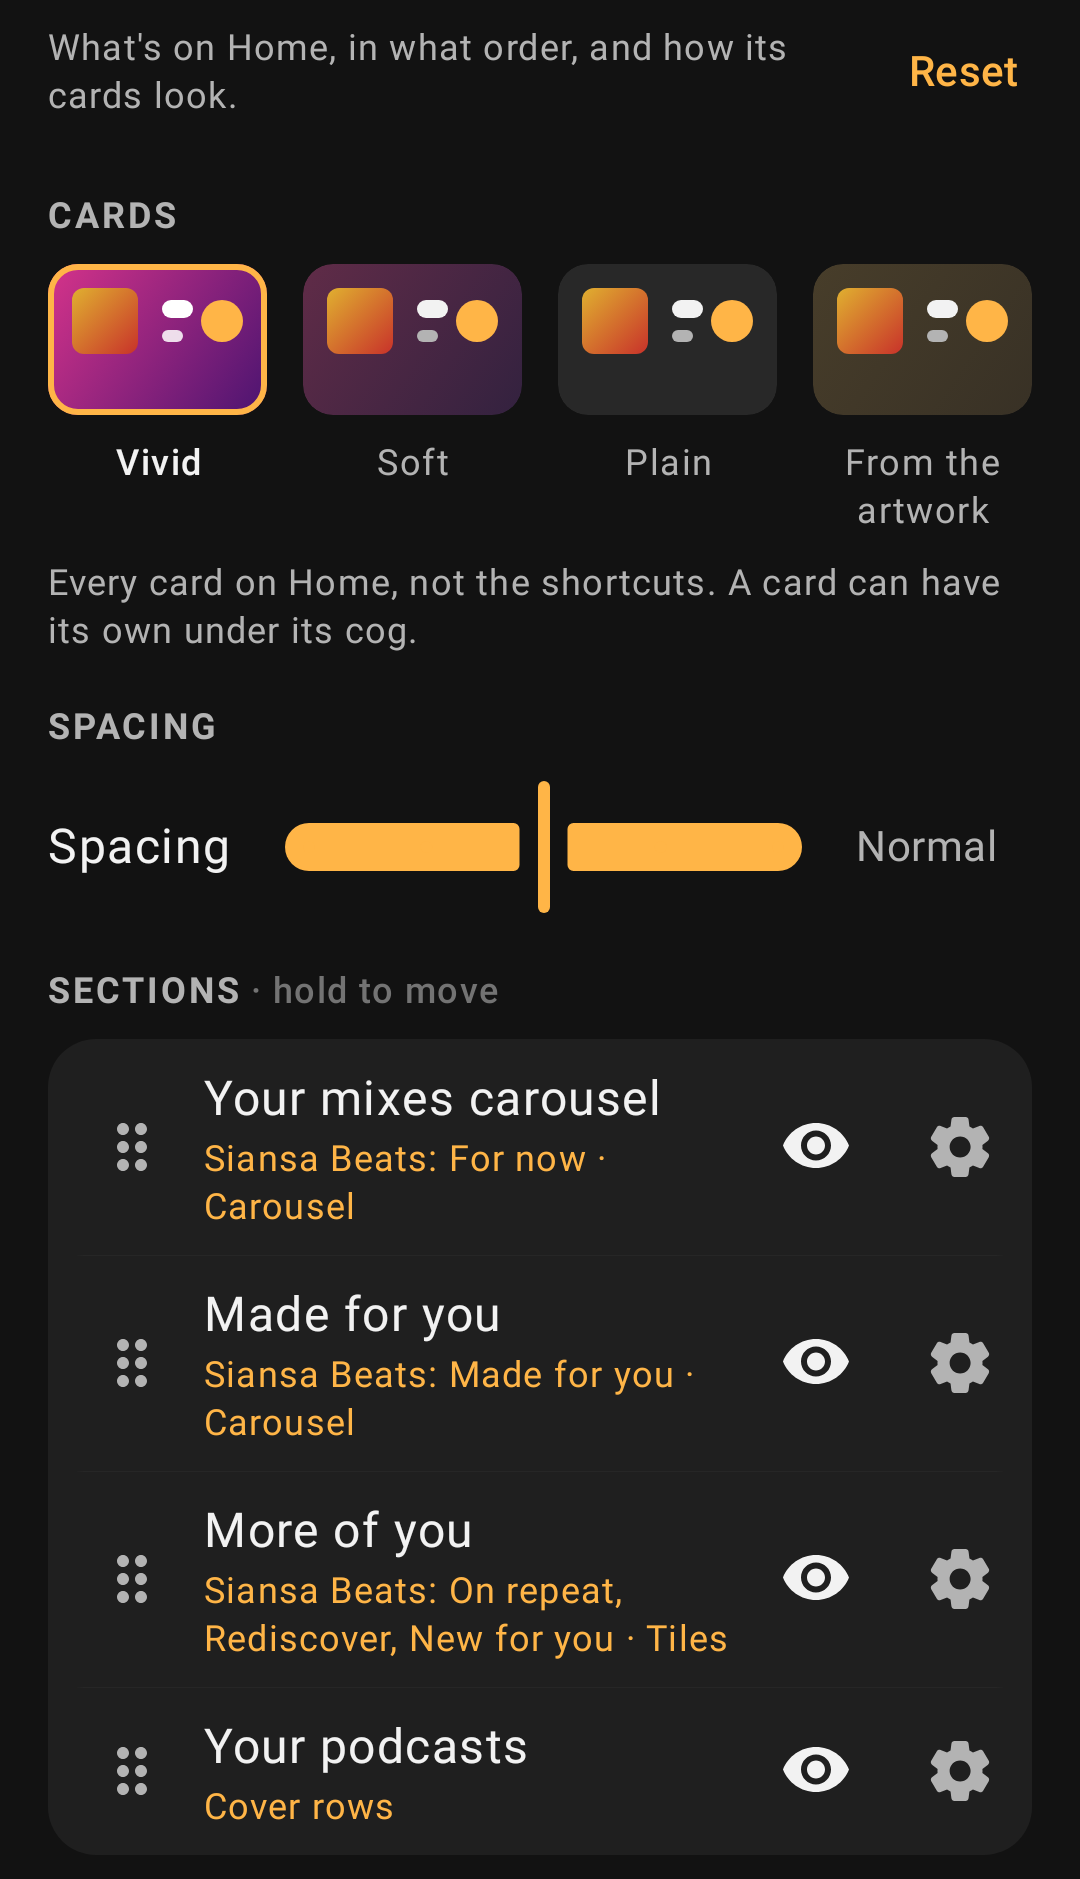 What's on Home, in what order, and how its
cards look.
Reset
CARDS
Vivid
Soft
Plain
From the
artwork
Every card on Home, not the shortcuts. A card can have
its own under its cog.
SPACING
Spacing
Normal
SECTIONS · hold to move
Your mixes carousel
Siansa Beats: For now ·
Carousel
Made for you
Siansa Beats: Made for you ·
Carousel
More of you
Siansa Beats: On repeat,
Rediscover, New for you · Tiles
Your podcasts
Cover rows